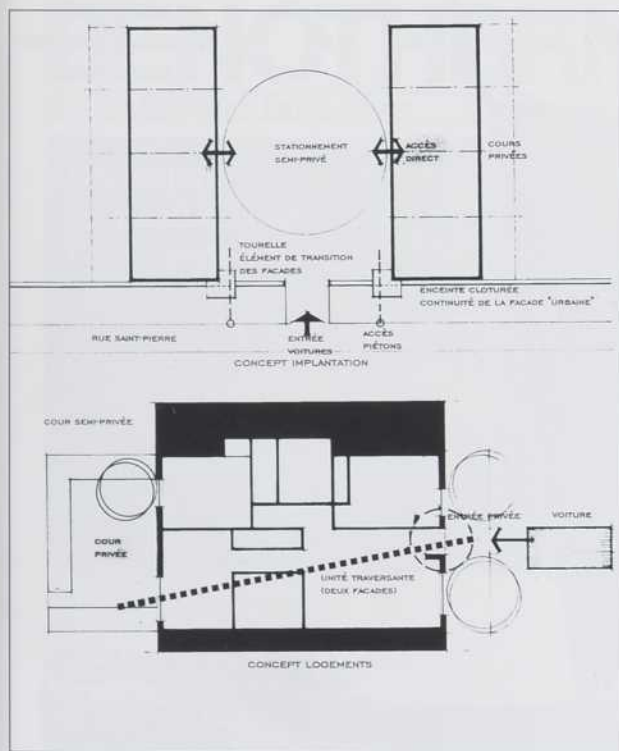 STATIONNEMENT
SEMI-PRIVÉ
ACCÈS
DIRECT
COURS
PRIVÉES
TOURELLE
ÉLÉMENT DE TRANSITION
DES FACADES
ENCEINTE CLOTURÉE
CONTINUITÉ DE LA FACADE "URBAINE"
RUE SAINT-PIERRE
ENTRÉE
VOITURES
ACCÈS
PIÉTONS
CONCEPT IMPLANTATION
COUR SEMI-PRIVÉE
COUR
PRIVÉE
ENTRÉE PRIVÉE
VOITURE
UNITÉ TRAVERSANTE
(DEUX FACADES)
CONCEPT LOGEMENTS